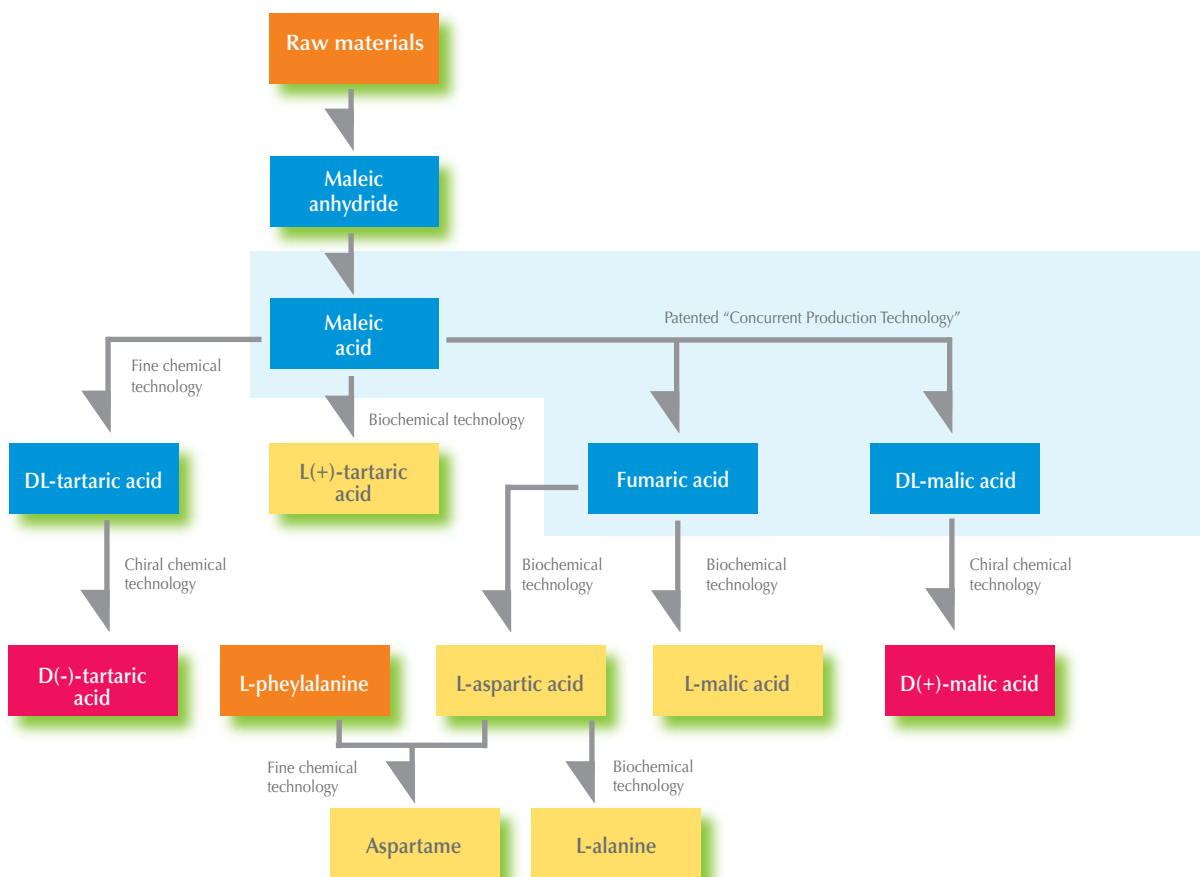 Raw materials
Maleic
anhydride
Maleic
acid
Patented “Concurrent Production Technology”
Fine chemical
technology
Biochemical technology
DL-tartaric acid
L(+)-tartaric
acid
Fumaric acid
DL-malic acid
Chiral chemical
technology
Biochemical
technology
Biochemical
technology
Chiral chemical
technology
D(-)-tartaric
acid
L-pheylalanine
L-aspartic acid
L-malic acid
D(+)-malic acid
Fine chemical
technology
Biochemical
technology
Aspartame
L-alanine